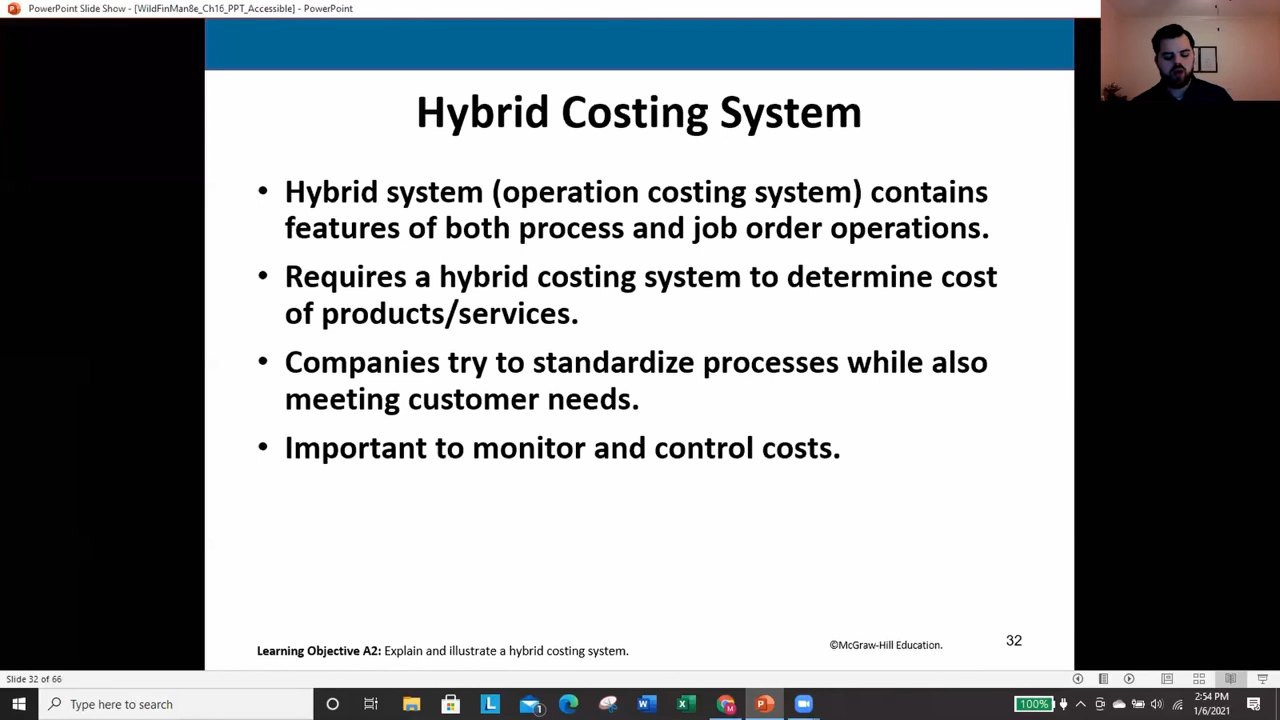 PowerPoint Slide Show - [WildFinMan8e_Ch16_PPT_Accessible] - PowerPoint
Hybrid Costing System
• Hybrid system (operation costing system) contains
features of both process and job order operations.
• Requires a hybrid costing system to determine cost
of products/services.
• Companies try to standardize processes while also
meeting customer needs.
• Important to monitor and control costs.
Learning Objective A2: Explain and illustrate a hybrid costing system.
©McGraw-Hill Education.
32
Slide 32 of 66
Type here to search
100%
2:54 PM
1/6/2021